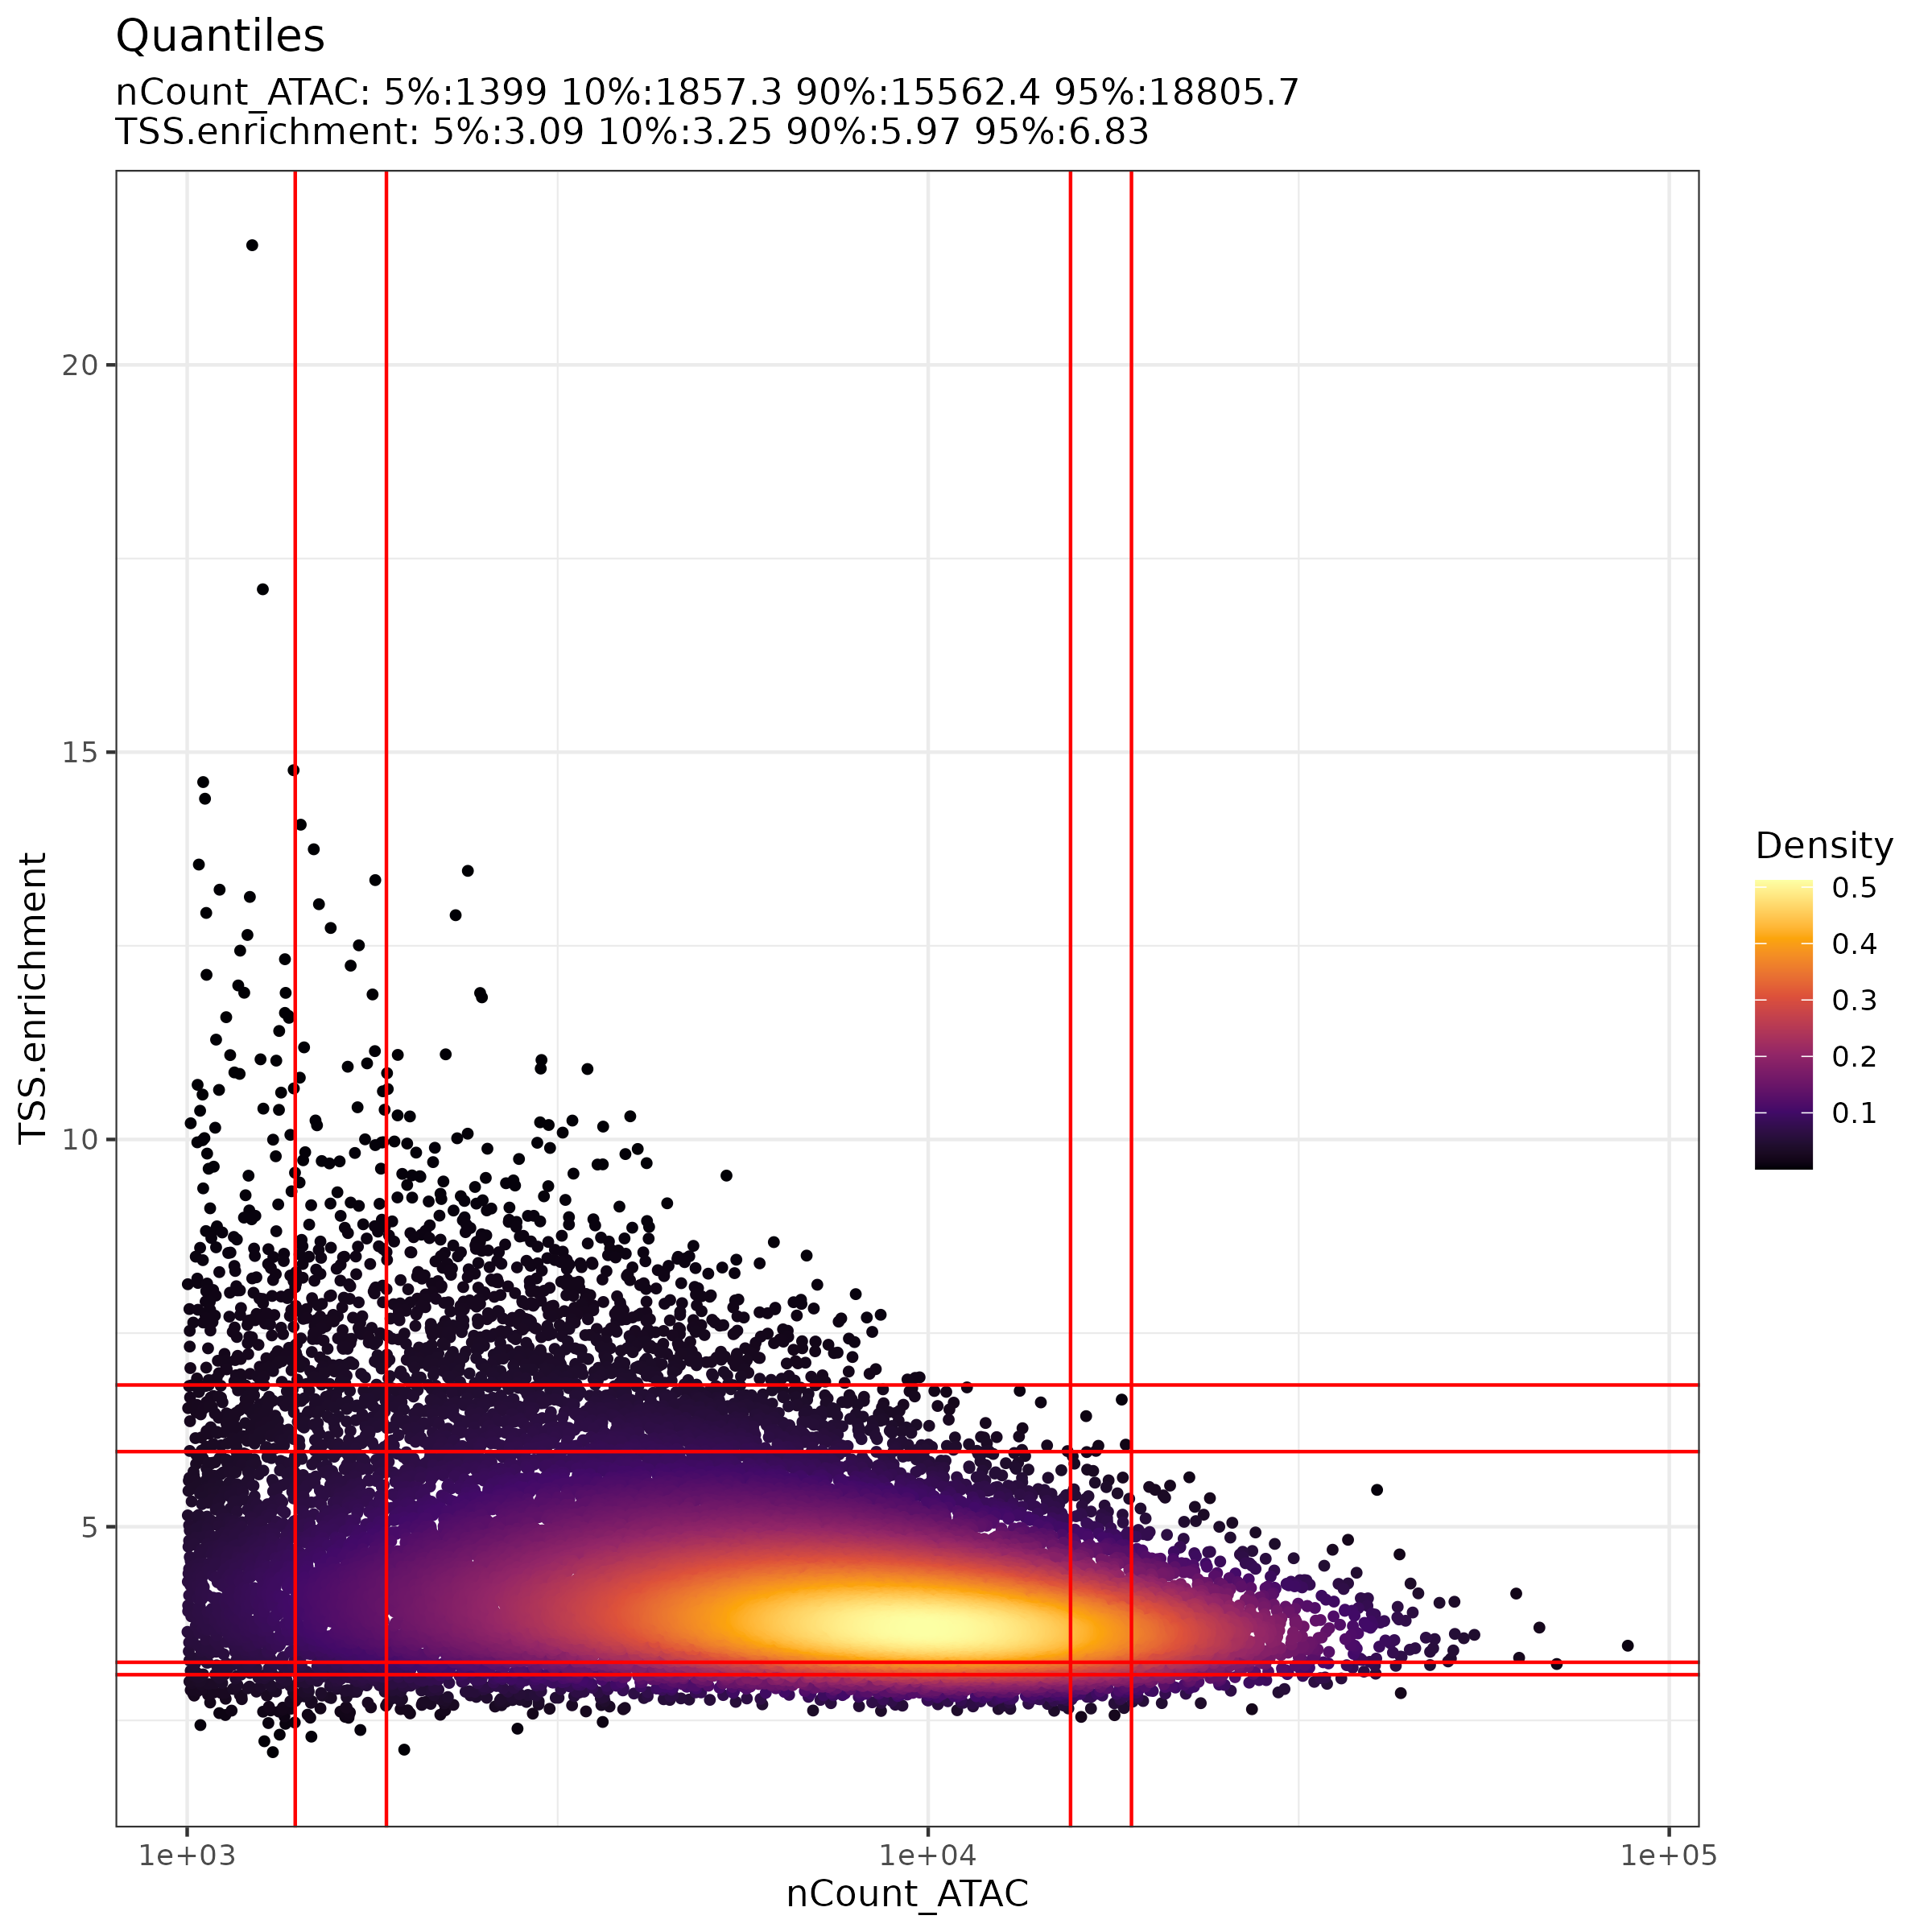 Quantiles
nCount_ATAC: 5%:1399 10%:1857.3 90%:15562.4 95%:18805.7
TSS.enrichment: 5%:3.09 10%:3.25 90%:5.97 95%:6.83
20
15
10
5
TSS.enrichment
1e+03
1e+04
1e+05
nCount_ATAC
Density
0.5
0.4
0.3
0.2
0.1